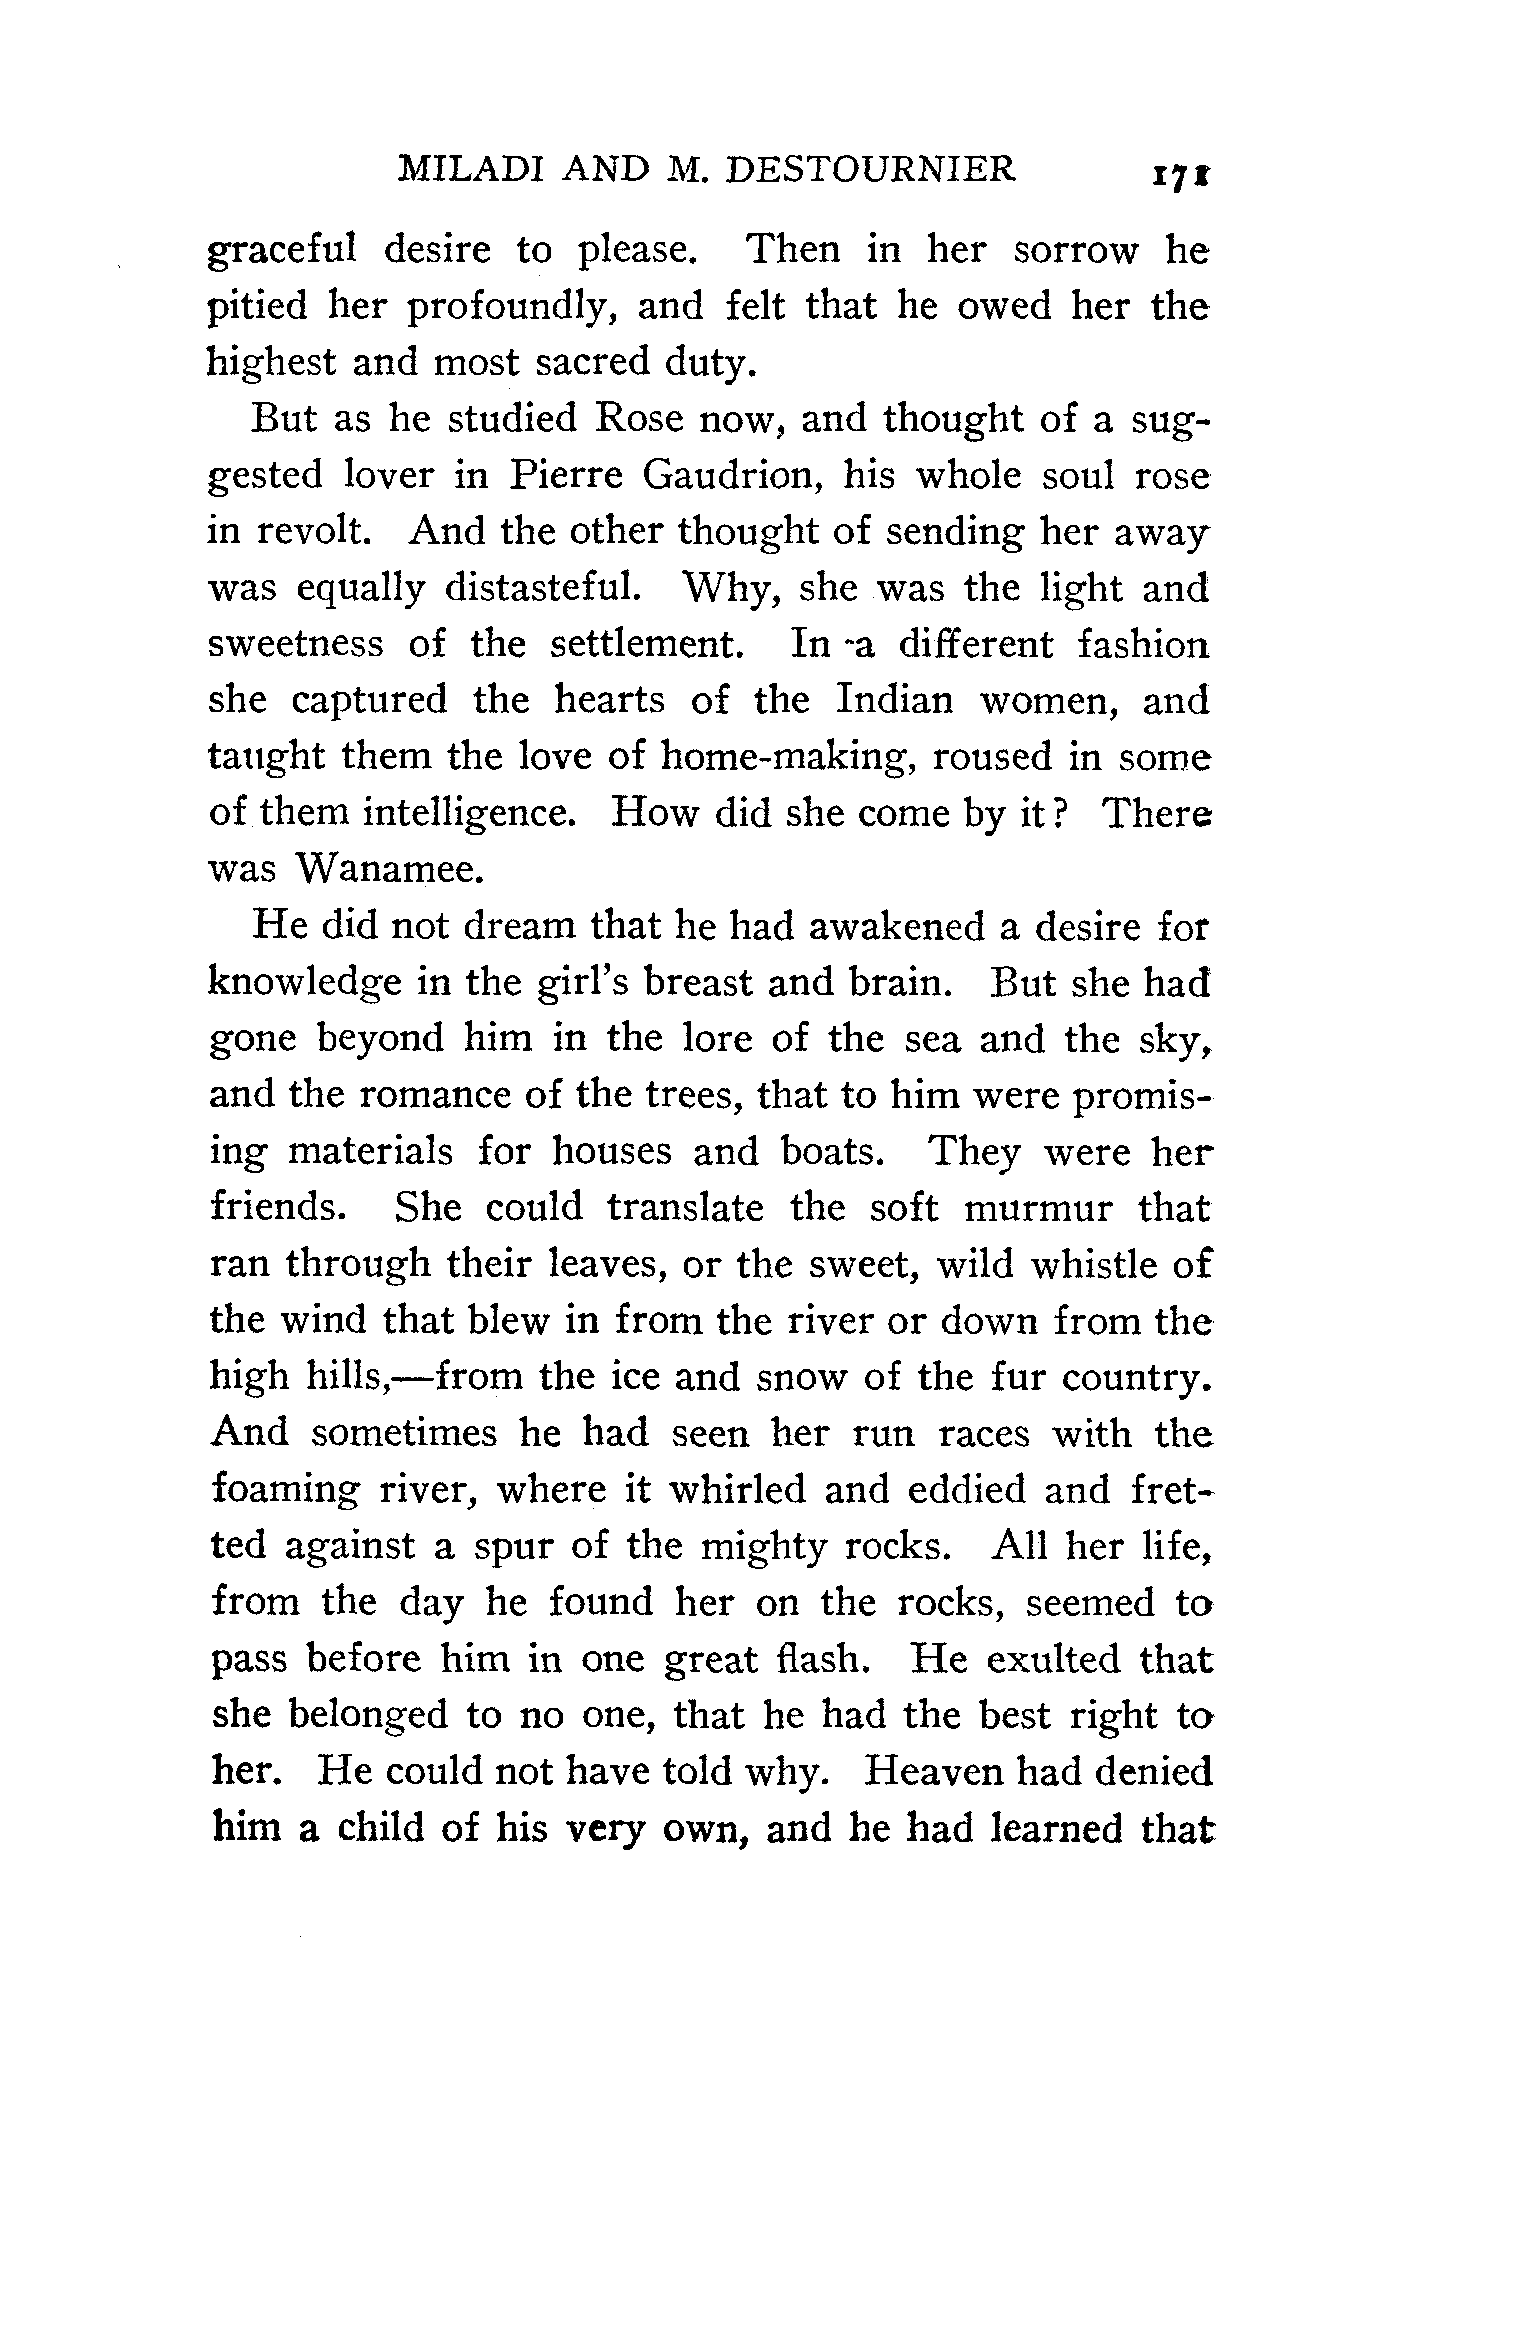 MILADI AND M. DESTOURNIER 171
graceful desire to please. Then in her sorrow he
pitied her profoundly, and felt that he owed her the
highest and most sacred duty.
But as he studied Rose now, and thought of a sug-
gested lover in Pierre Gaudrion, his whole soul rose
in revolt. And the other thought of sending her away
was equally distasteful. Why, she was the light and
sweetness of the settlement. In a different fashion
she captured the hearts of the Indian women, and
taught them the love of home-making, roused in some
of them intelligence. How did she come by it? There
was Wanamee.
He did not dream that he had awakened a desire for
knowledge in the girl's breast and brain. But she had
gone beyond him in the lore of the sea and the sky,
and the romance of the trees, that to him were promis-
ing materials for houses and boats. They were her
friends. She could translate the soft murmur that
ran through their leaves, or the sweet, wild whistle of
the wind that blew in from the river or down from the
high hills,—from the ice and snow of the fur country.
And sometimes he had seen her run races with the
foaming river, where it whirled and eddied and fret-
ted against a spur of the mighty rocks. All her life,
from the day he found her on the rocks, seemed to
pass before him in one great flash. He exulted that
she belonged to no one, that he had the best right to
her. He could not have told why. Heaven had denied
him a child of his very own, and he had learned that